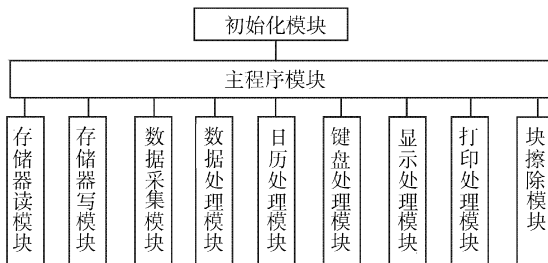 初始化模块
主程序模块
存储器读模块
存储器写模块
数据采集模块
数据处理模块
日历处理模块
键盘处理模块
显示处理模块
打印处理模块
块擦除模块